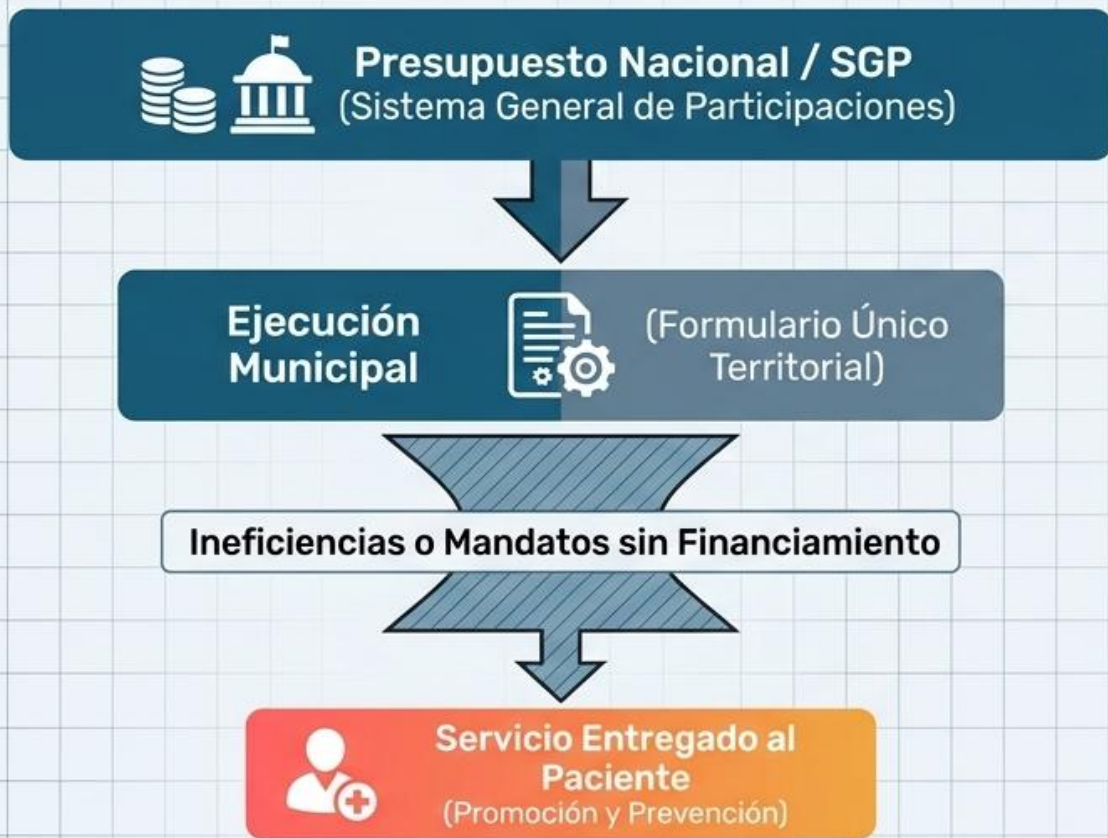 Presupuesto Nacional / SGP
(Sistema General de Participaciones)
Ejecución
Municipal
(Formulario Único
Territorial)
Ineficiencias o Mandatos sin Financiamiento
Servicio Entregado al
Paciente
(Promoción y Prevención)